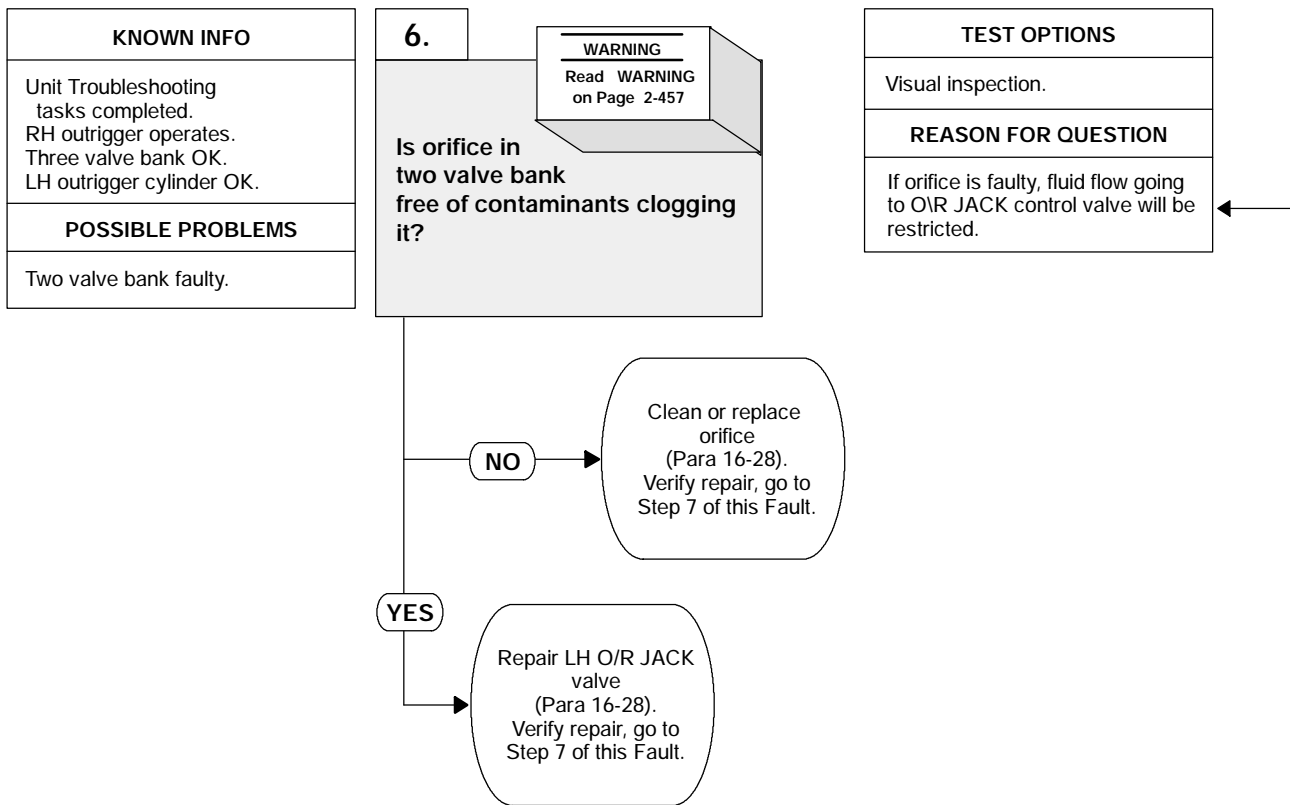 KNOWN INFO
Unit Troubleshooting
tasks completed.
RH outrigger operates.
Three valve bank OK.
LH outrigger cylinder OK.
POSSIBLE PROBLEMS
Two valve bank faulty.
6.
WARNING
Read WARNING
on Page 2-457
Is orifice in
two valve bank
free of contaminants clogging
it?
TEST OPTIONS
Visual inspection.
REASON FOR QUESTION
If orifice is faulty, fluid flow going
to O\R JACK control valve will be
restricted.
NO
Clean or replace
orifice
(Para 16-28).
Verify repair, go to
Step 7 of this Fault.
YES
Repair LH O/R JACK
valve
(Para 16-28).
Verify repair, go to
Step 7 of this Fault.